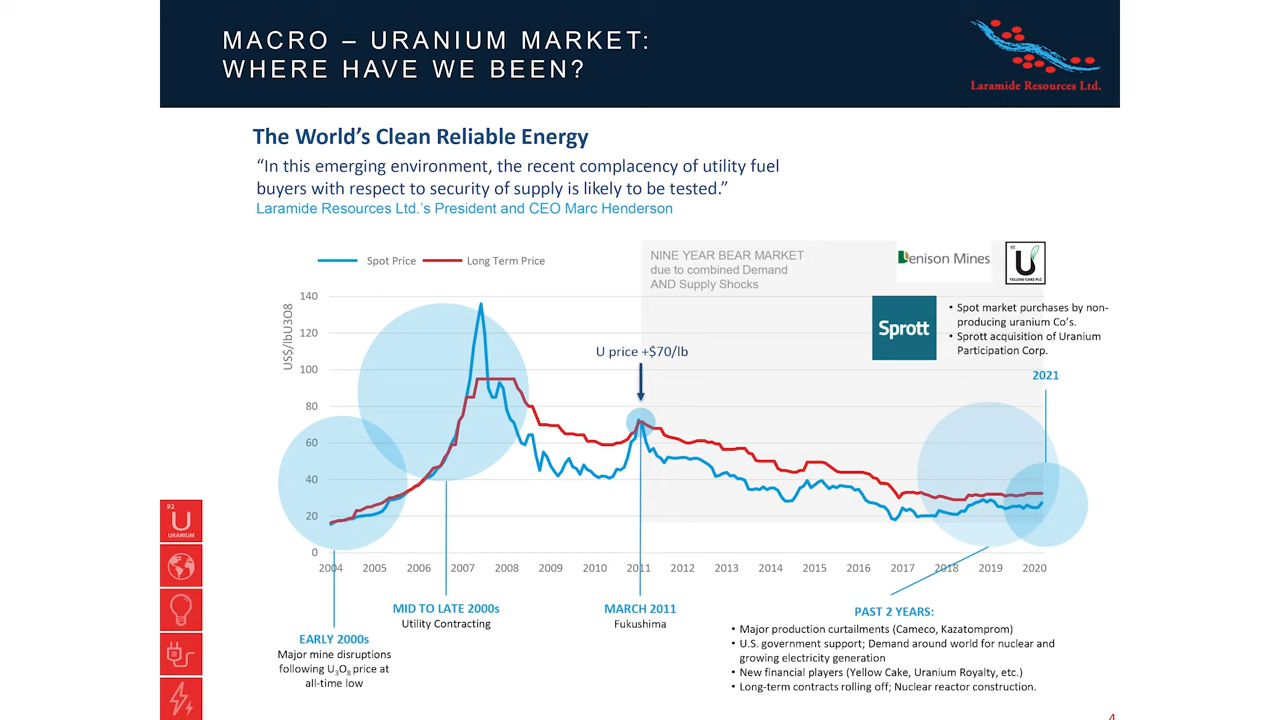 MACRO – URANIUM MARKET:
WHERE HAVE WE BEEN?
Laramide Resources Ltd.
The World’s Clean Reliable Energy
“In this emerging environment, the recent complacency of utility fuel
buyers with respect to security of supply is likely to be tested.”
Laramide Resources Ltd.’s President and CEO Marc Henderson
Spot Price
Long Term Price
NINE YEAR BEAR MARKET
due to combined Demand
AND Supply Shocks
Denison Mines
92
U
YELLOW CAKE PLC
Sprott
• Spot market purchases by non-
producing uranium Co’s.
• Sprott acquisition of Uranium
Participation Corp.
2021
U price +$70/lb
US$/lbU3O8
140
120
100
80
60
40
20
0
2004 2005 2006 2007 2008 2009 2010 2011 2012 2013 2014 2015 2016 2017 2018 2019 2020
92
U
URANIUM
EARLY 2000s
Major mine disruptions
following U3O8 price at
all-time low
MID TO LATE 2000s
Utility Contracting
MARCH 2011
Fukushima
PAST 2 YEARS:
• Major production curtailments (Cameco, Kazatomprom)
• U.S. government support; Demand around world for nuclear and
growing electricity generation
• New financial players (Yellow Cake, Uranium Royalty, etc.)
• Long-term contracts rolling off; Nuclear reactor construction.
4